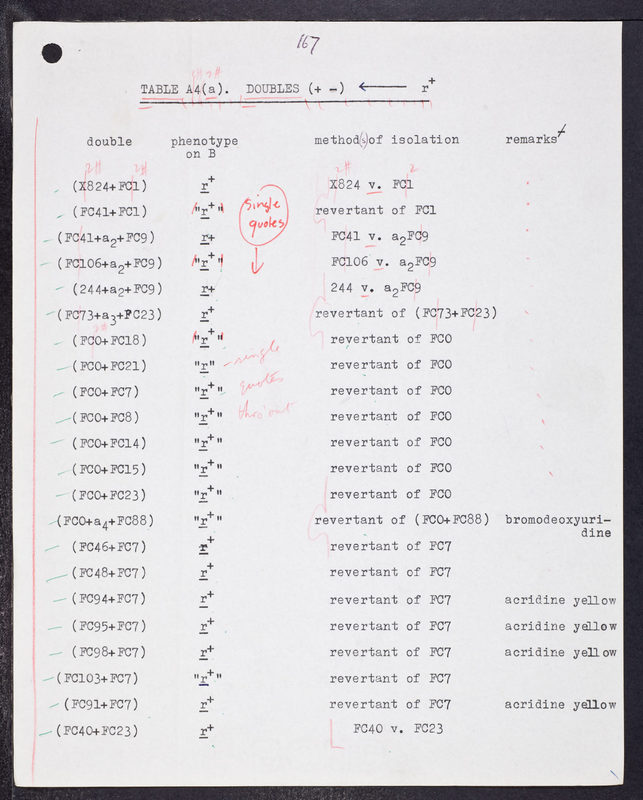 167
TABLE A4(a). DOUBLES (+ -) ← r+
double phenotype on B method(s) of isolation remarks
(X824+FC1) r+ X824 v. FC1
(FC41+FC1) "r+" revertant of FC1
single quotes
(FC41+a2+FC9) r+ FC41 v. a2FC9
(FC106+a2+FC9) "r+" FC106 v. a2FC9
(244+a2+FC9) r+ 244 v. a2FC9
(FC73+a3+FC23) r+ revertant of (FC73+FC23)
(FC0+FC18) "r+" revertant of FC0
(FC0+FC21) "r" revertant of FC0
single quotes thro'out
(FC0+FC7) "r+" revertant of FC0
(FC0+FC8) "r+" revertant of FC0
(FC0+FC14) "r+" revertant of FC0
(FC0+FC15) "r+" revertant of FC0
(FC0+FC23) "r+" revertant of FC0
(FC0+a4+FC88) "r+" revertant of (FC0+FC88) bromodeoxyuri-
dine
(FC46+FC7) r+ revertant of FC7
(FC48+FC7) r+ revertant of FC7
(FC94+FC7) r+ revertant of FC7 acridine yellow
(FC95+FC7) r+ revertant of FC7 acridine yellow
(FC98+FC7) r+ revertant of FC7 acridine yellow
(FC103+FC7) "r+" revertant of FC7
(FC91+FC7) r+ revertant of FC7 acridine yellow
(FC40+FC23) r+ FC40 v. FC23